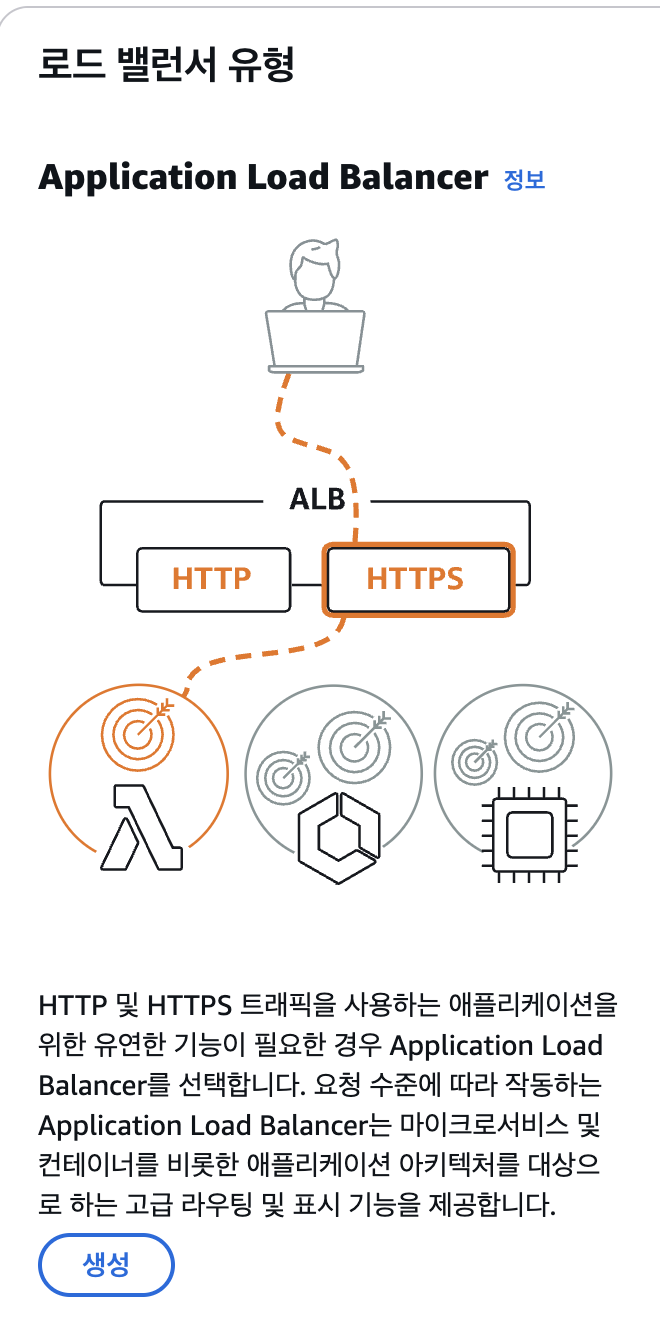 로드 밸런서 유형
Application Load Balancer 정보
ALB
HTTP HTTPS
HTTP 및 HTTPS 트래픽을 사용하는 애플리케이션을
위한 유연한 기능이 필요한 경우 Application Load
Balancer를 선택합니다. 요청 수준에 따라 작동하는
Application Load Balancer는 마이크로서비스 및
컨테이너를 비롯한 애플리케이션 아키텍처를 대상으
로 하는 고급 라우팅 및 표시 기능을 제공합니다.
생성